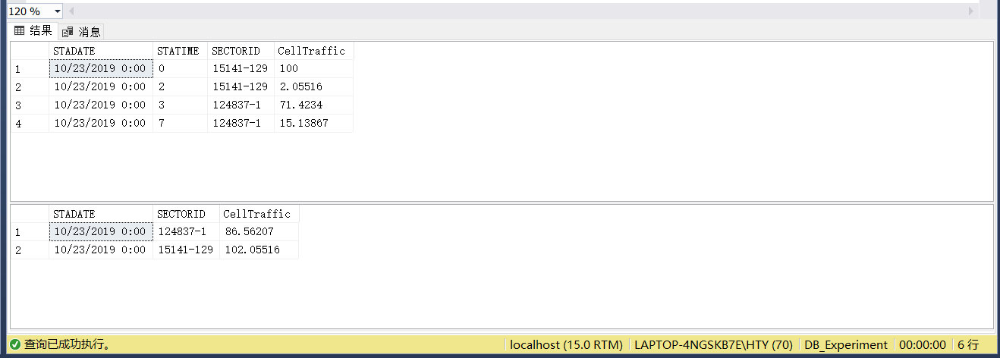 120 %
结果 消息
STADATE STATIME SECTORID CellTraffic
1 10/23/2019 0:00 0 15141-129 100
2 10/23/2019 0:00 2 15141-129 2.05516
3 10/23/2019 0:00 3 124837-1 71.4234
4 10/23/2019 0:00 7 124837-1 15.13867
STADATE SECTORID CellTraffic
1 10/23/2019 0:00 124837-1 86.56207
2 10/23/2019 0:00 15141-129 102.05516
查询已成功执行。 localhost (15.0 RTM) LAPTOP-4NGSKB7E\HTY (70) DB_Experiment 00:00:00 6 行